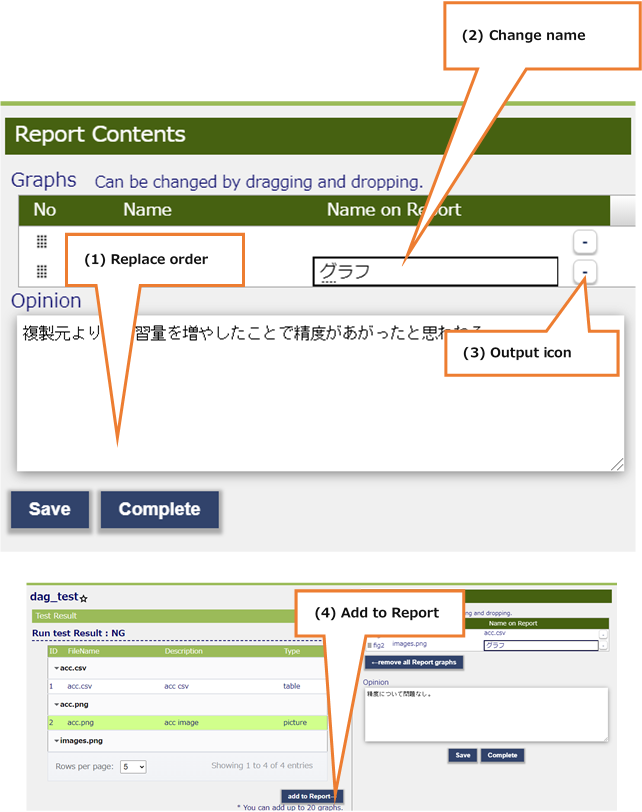 (2) Change name
Report Contents
Graphs Can be changed by dragging and dropping.
No Name Name on Report
-
(1) Replace order
グラフ -
Opinion
複製元より 習量を増やしたことで精度があがったと思われる
(3) Output icon
Save Complete
dag_test☆
(4) Add to Report
Test Result
ing and dropping.
Run test Result : NG
Name on Report
ID FileName Description Type
acc.csv -
fig2 images.png グラフ -
acc.csv
←remove all Report graphs
1 acc.csv acc csv table
Opinion
精度について問題なし。
acc.png
2 acc.png acc image picture
images.png
Rows per page: 5 Showing 1 to 4 of 4 entries
Save Complete
add to Report→
* You can add up to 20 graphs.